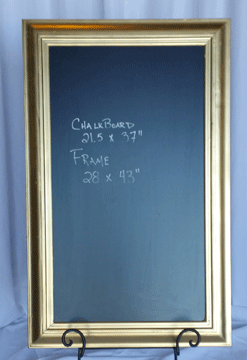 CHALKBOARD
21.5 x 37"
FRAME
28 x 43"